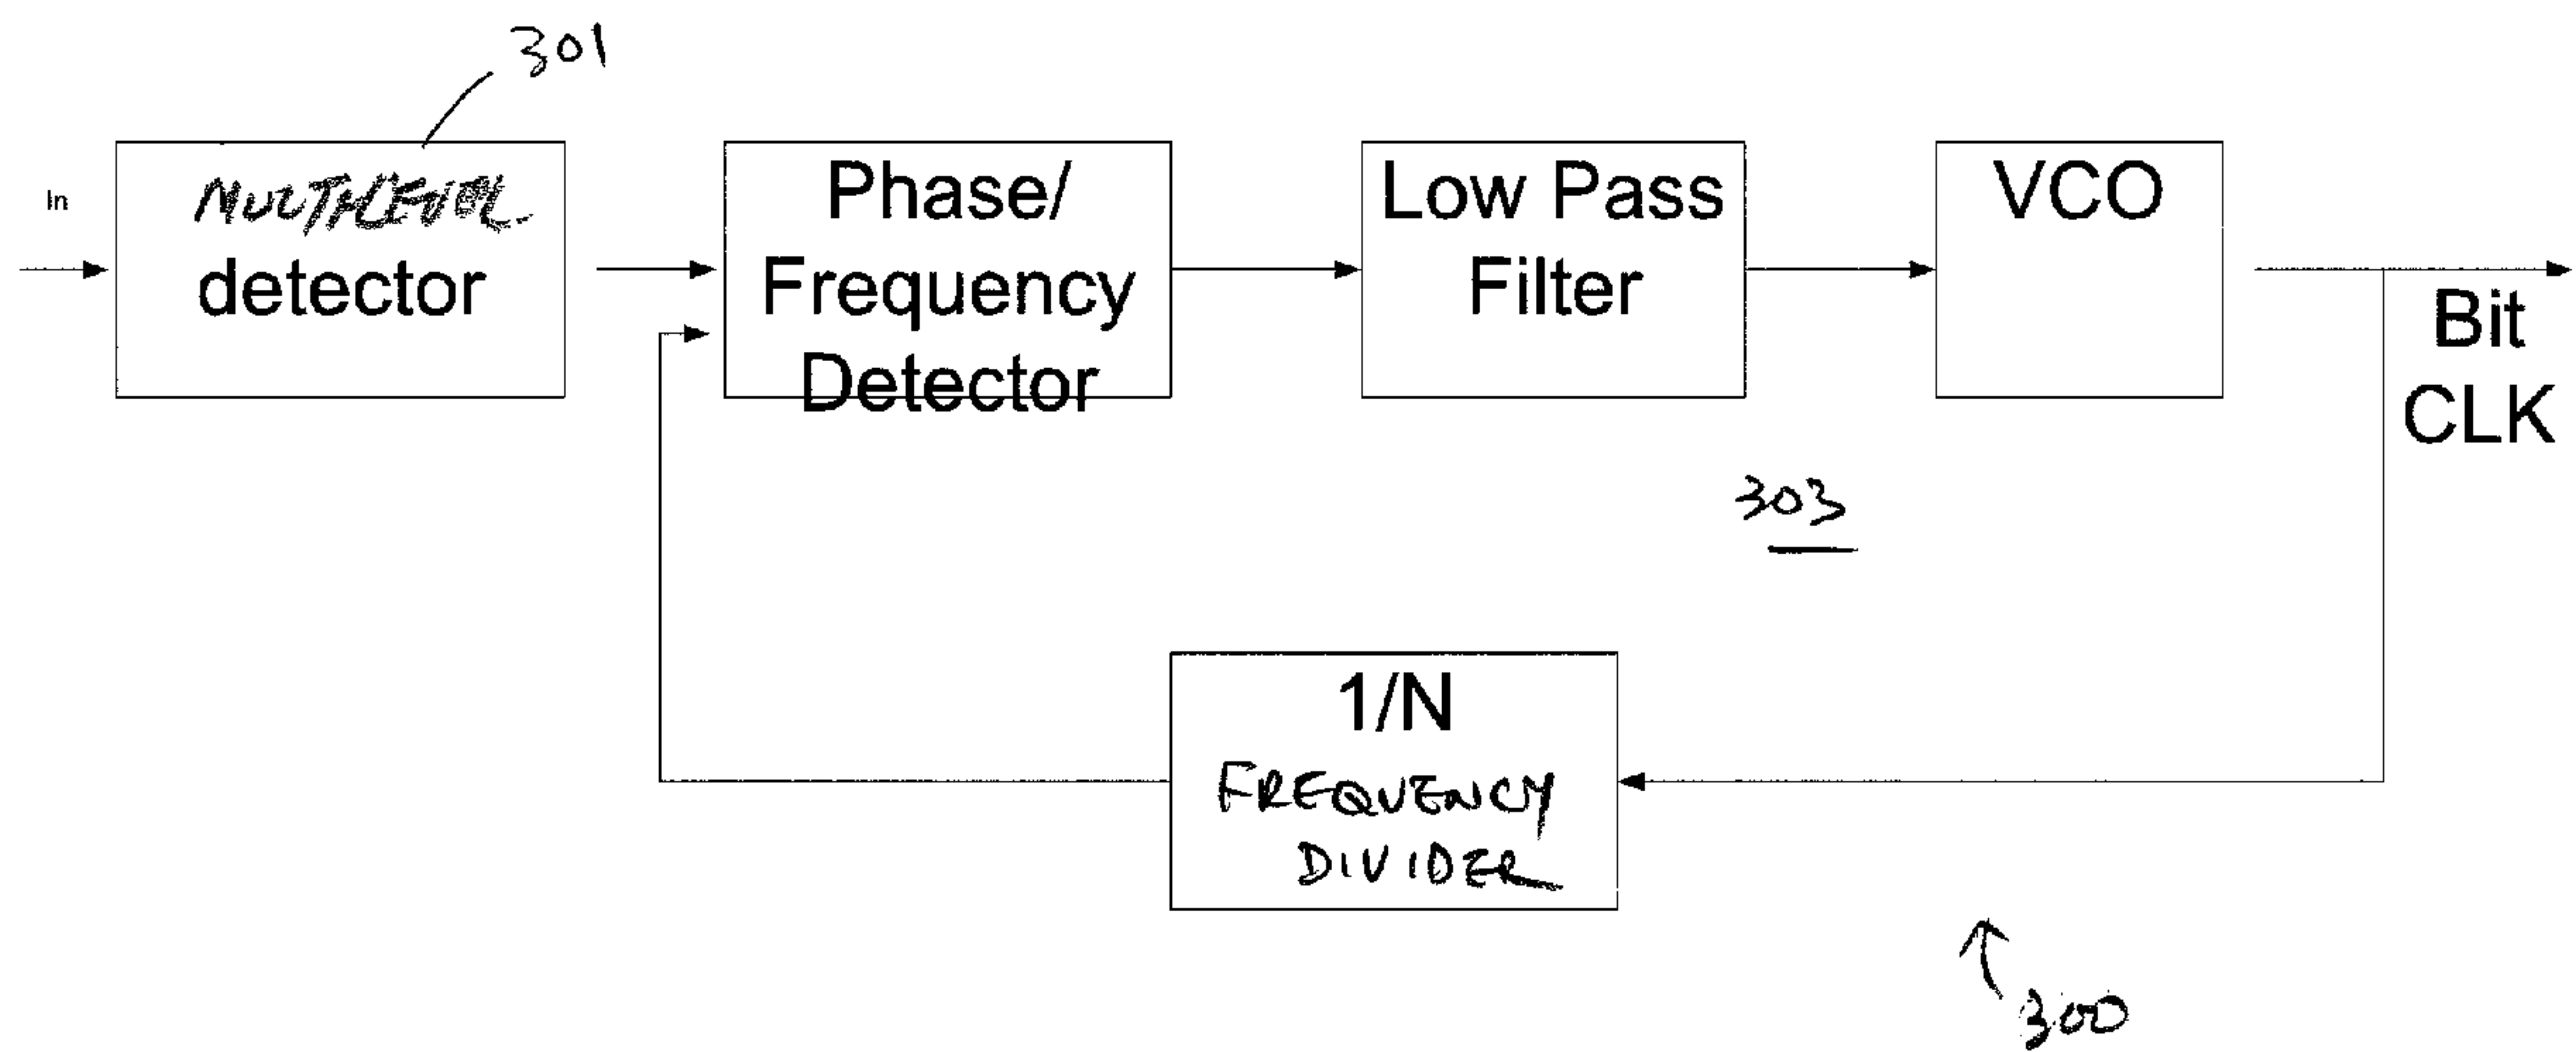 301
In
MULTILEVEL
detector
Phase/
Frequency
Detector
Low Pass
Filter
VCO
Bit
CLK
303
1/N
FREQUENCY
DIVIDER
300